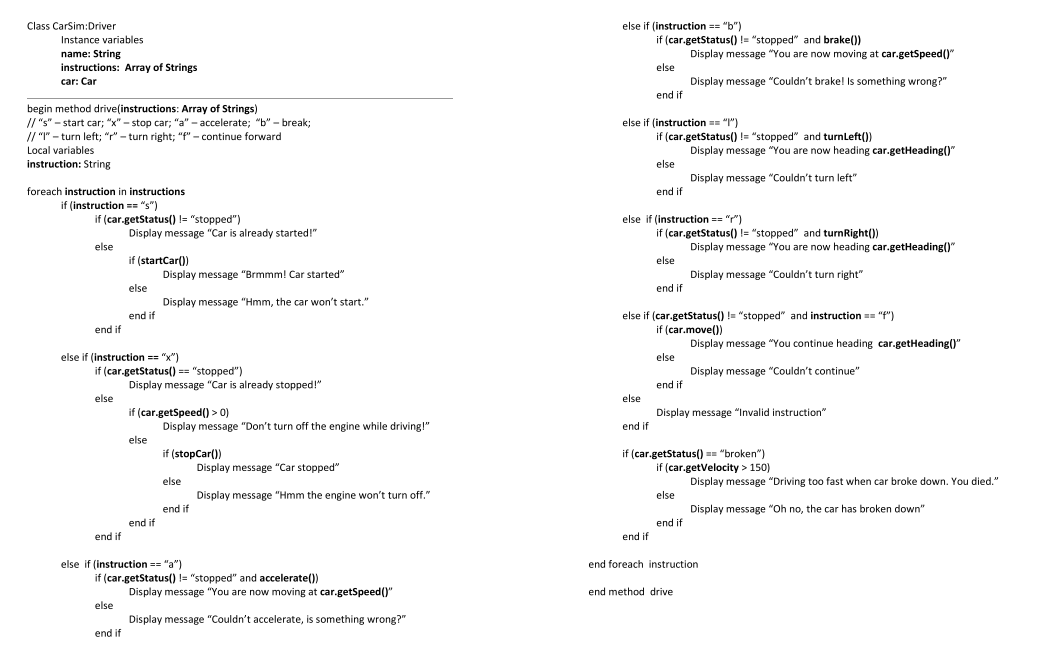 Class CarSim:Driver
Instance variables
name: String
instructions:  Array of Strings
car: Car
begin method drive(instructions: Array of Strings)
// “s” – start car; “x” – stop car; “a” – accelerate;  “b” – break;
// “l” – turn left; “r” – turn right; “f” – continue forward
Local variables
instruction: String
foreach instruction in instructions
if (instruction == “s”)
if (car.getStatus() != “stopped”)
Display message “Car is already started!”
else
if (startCar())
Display message “Brmmm! Car started”
else
Display message “Hmm, the car won’t start.”
end if
end if
else if (instruction == “x”)
if (car.getStatus() == “stopped”)
Display message “Car is already stopped!”
else
if (car.getSpeed() > 0)
Display message “Don’t turn off the engine while driving!”
else
if (stopCar())
Display message “Car stopped”
else
Display message “Hmm the engine won’t turn off.”
end if
end if
end if
else  if (instruction == “a”)
if (car.getStatus() != “stopped” and accelerate())
Display message “You are now moving at car.getSpeed()”
else
Display message “Couldn’t accelerate, is something wrong?”
end if
else if (instruction == “b”)
if (car.getStatus() != “stopped”  and brake())
Display message “You are now moving at car.getSpeed()”
else
Display message “Couldn’t brake! Is something wrong?”
end if
else if (instruction == “l”)
if (car.getStatus() != “stopped”  and turnLeft())
Display message “You are now heading car.getHeading()”
else
Display message “Couldn’t turn left”
end if
else  if (instruction == “r”)
if (car.getStatus() != “stopped”  and turnRight())
Display message “You are now heading car.getHeading()”
else
Display message “Couldn’t turn right”
end if
else if (car.getStatus() != “stopped”  and instruction == “f”)
if (car.move())
Display message “You continue heading  car.getHeading()”
else
Display message “Couldn’t continue”
end if
else
Display message “Invalid instruction”
end if
if (car.getStatus() == “broken”)
if (car.getVelocity > 150)
Display message “Driving too fast when car broke down. You died.”
else
Display message “Oh no, the car has broken down”
end if
end if
end foreach  instruction
end method  drive